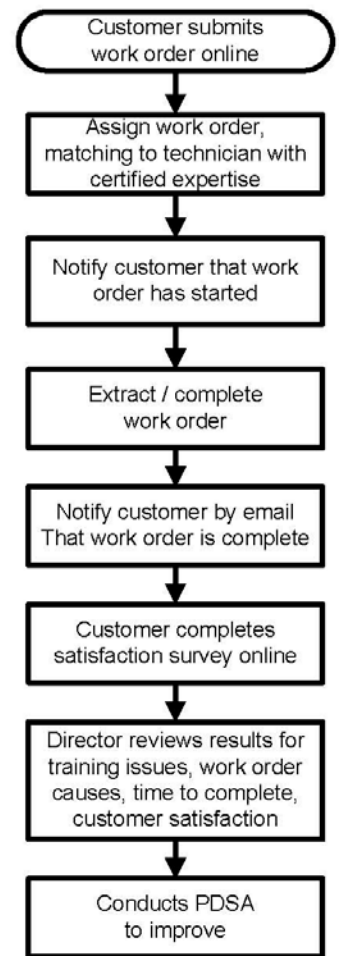 Customer submits
work order online
Assign work order,
matching to technician with
certified expertise
Notify customer that work
order has started
Extract / complete
work order
Notify customer by email
That work order is complete
Customer completes
satisfaction survey online
Director reviews results for
training issues, work order
causes, time to complete,
customer satisfaction
Conducts PDSA
to improve